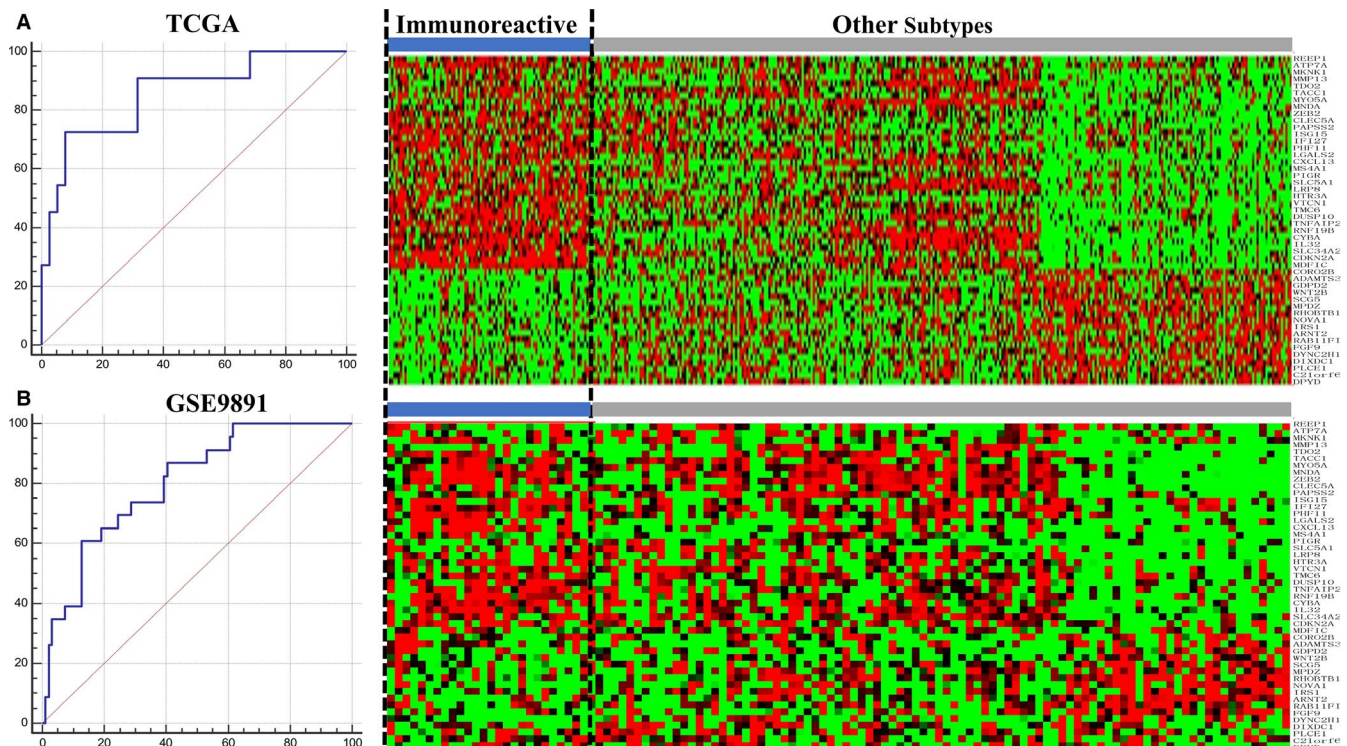 A
TCGA
Immunoreactive
Other Subtypes
100
80
60
40
20
0
0
20
40
60
80
100
REEP1
ATP7A
MKNK1
MMP13
TDO2
TACC1
MYO5A
MNDA
ZEB2
CLEC5A
PAPSS2
ISG15
IFI27
PHF11
LGALS2
CXCL13
MS4A1
PIGR
SLC5A1
LRP8
HTR3A
VTCN1
TMC6
DUSP10
TNFAIP2
RNF19B
CYBA
IL32
SLC34A2
CDKN2A
MDFIC
CORO2B
ADAMTS3
GDPD2
WNT2B
SCG5
MPDZ
RHOBTB1
NOVA1
IRS1
ARNT2
RAB11FI
FGF9
DYNC2H1
DIXDC1
PLCE1
C21orf6
DPYD
B
GSE9891
100
80
60
40
20
0
0
20
40
60
80
100
REEP1
ATP7A
MKNK1
MMP13
TDO2
TACC1
MYO5A
MNDA
ZEB2
CLEC5A
PAPSS2
ISG15
IFI27
PHF11
LGALS2
CXCL13
MS4A1
PIGR
SLC5A1
LRP8
HTR3A
VTCN1
TMC6
DUSP10
TNFAIP2
RNF19B
CYBA
IL32
SLC34A2
CDKN2A
MDFIC
CORO2B
ADAMTS3
GDPD2
WNT2B
SCG5
MPDZ
RHOBTB1
NOVA1
IRS1
ARNT2
RAB11FI
FGF9
DYNC2H1
DIXDC1
PLCE1
C21orf6